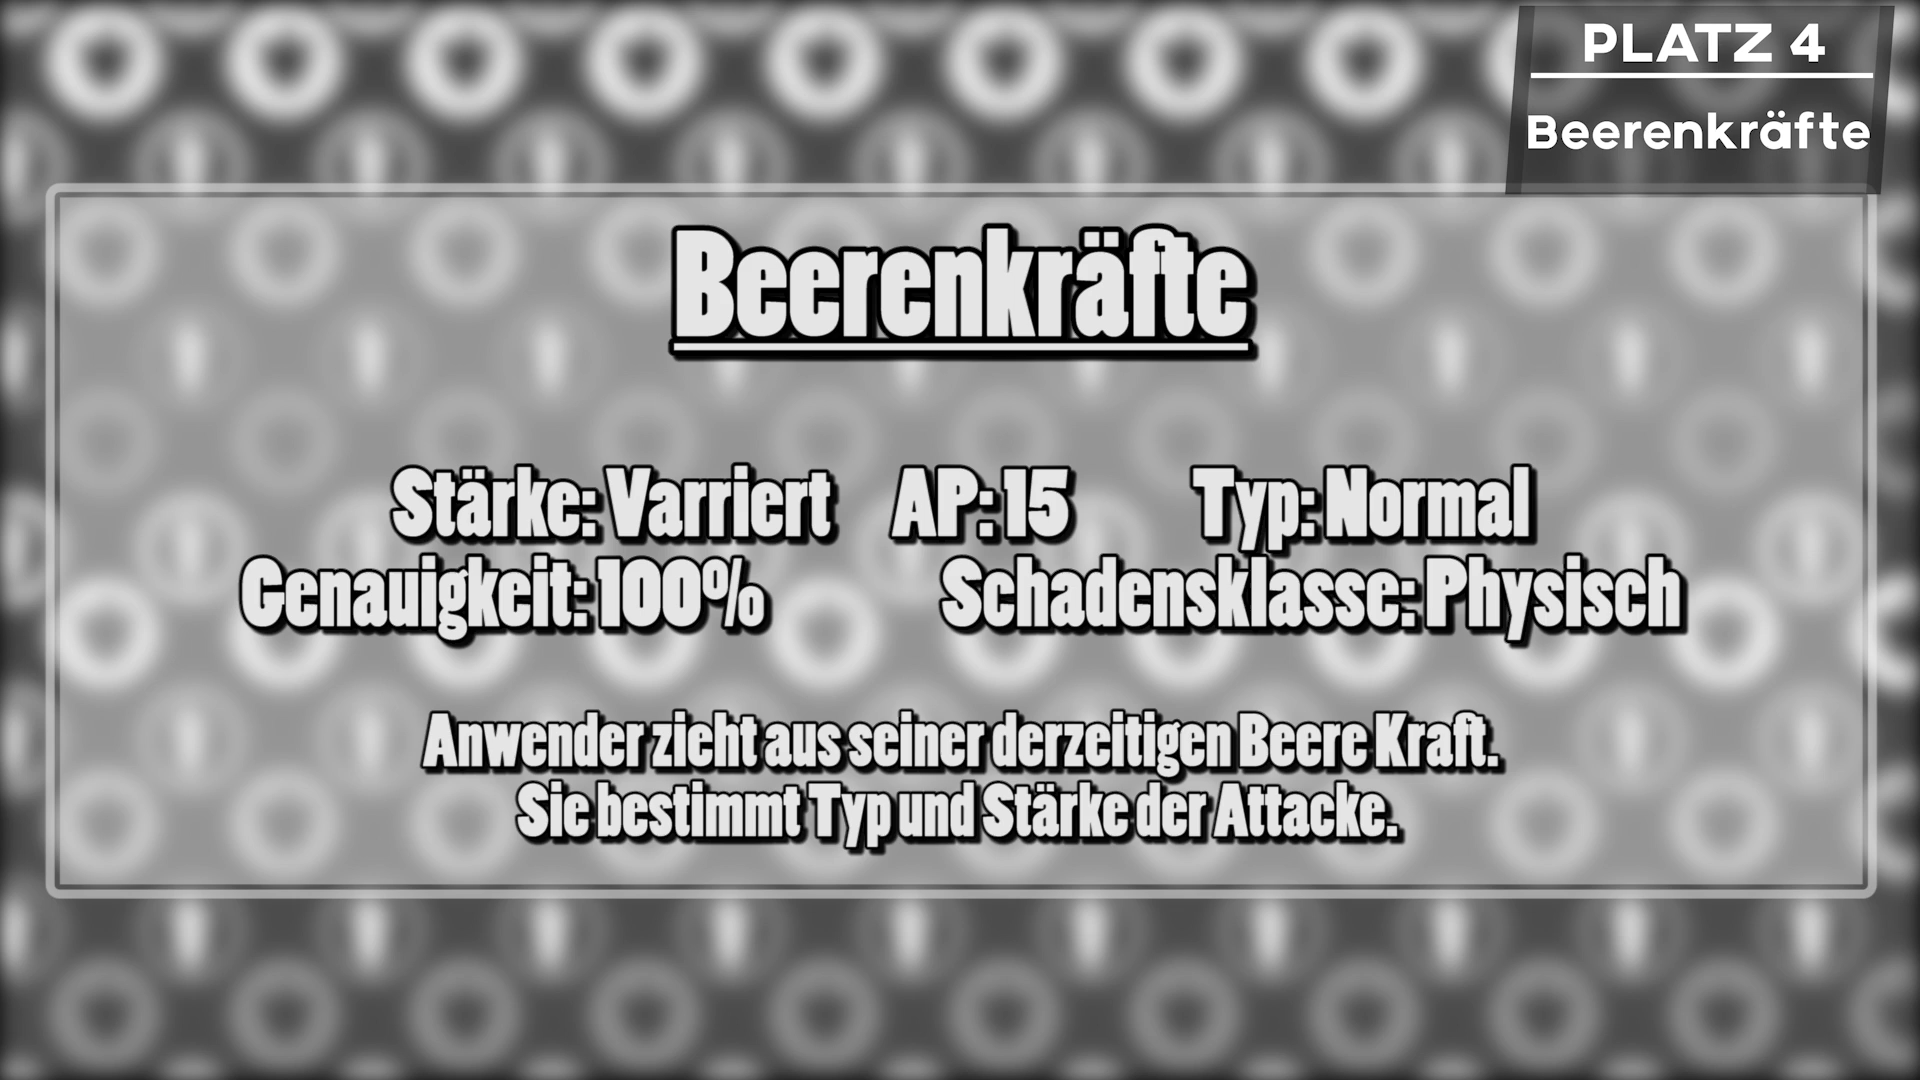 PLATZ 4
Beerenkräfte
Beerenkräfte
Stärke: Varriert AP: 15 Typ: Normal
Genauigkeit: 100% Schadensklasse: Physisch
Anwender zieht aus seiner derzeitigen Beere Kraft.
Sie bestimmt Typ und Stärke der Attacke.